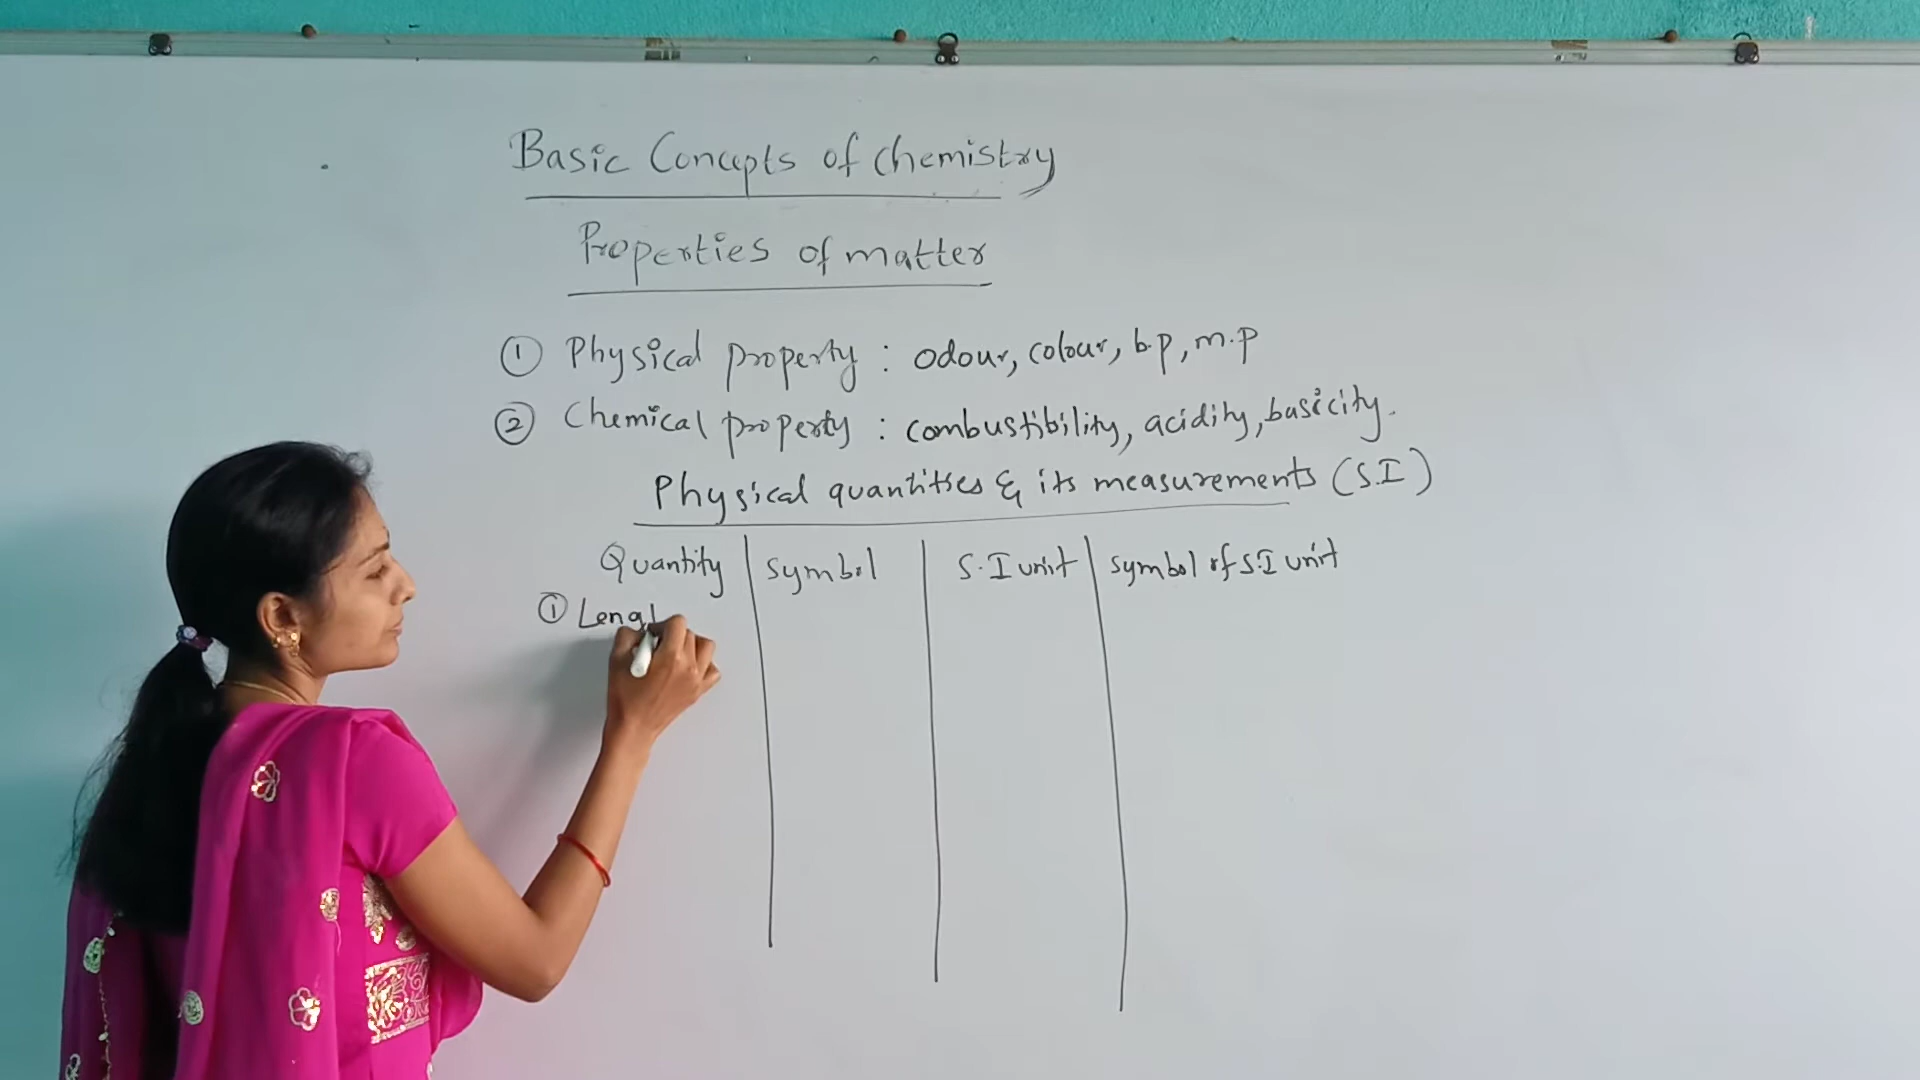 Basic Concepts of chemistry
Properties of matter
① Physical property : odour, colour, b.p, m.p
② Chemical property : combustibility, acidity, basicity.
Physical quantities & its measurements (S.I)
Quantity symbol S.I unit symbol of S.I unit
① Lengt